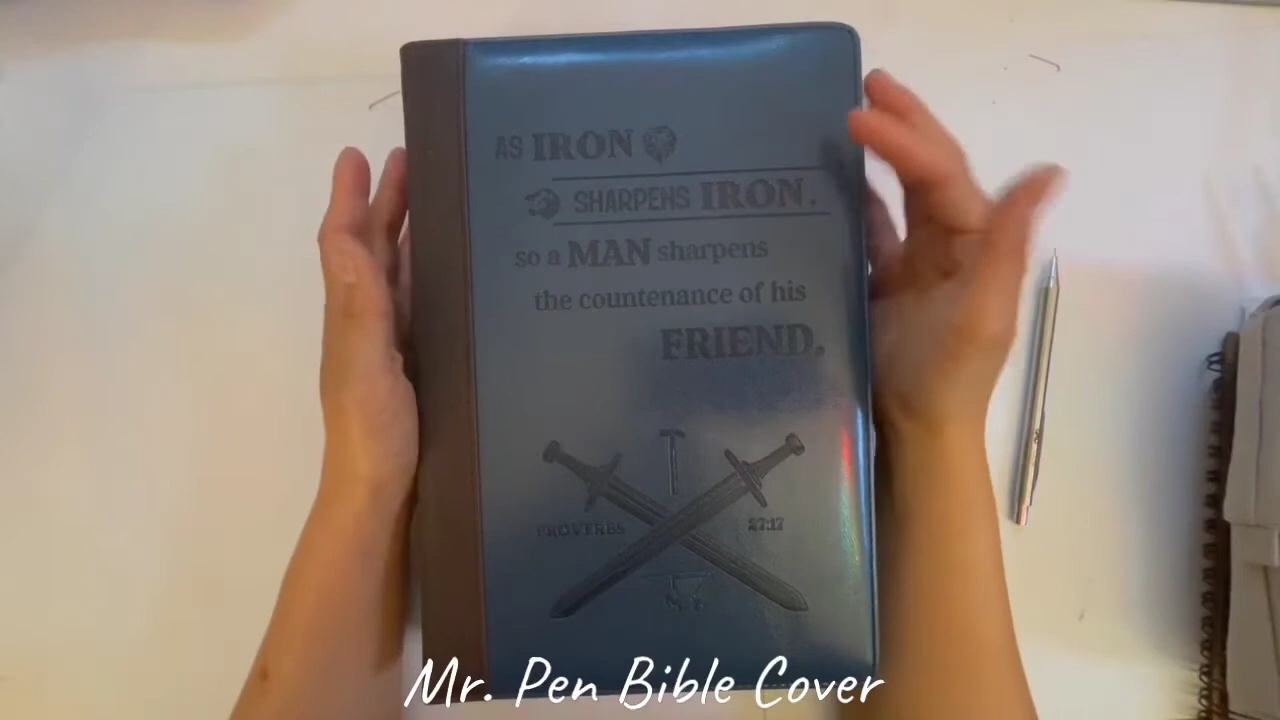 AS IRON
SHARPENS IRON.
so a MAN sharpens
the countenance of his
FRIEND.
PROVERBS 27:17
Mr. Pen Bible Cover